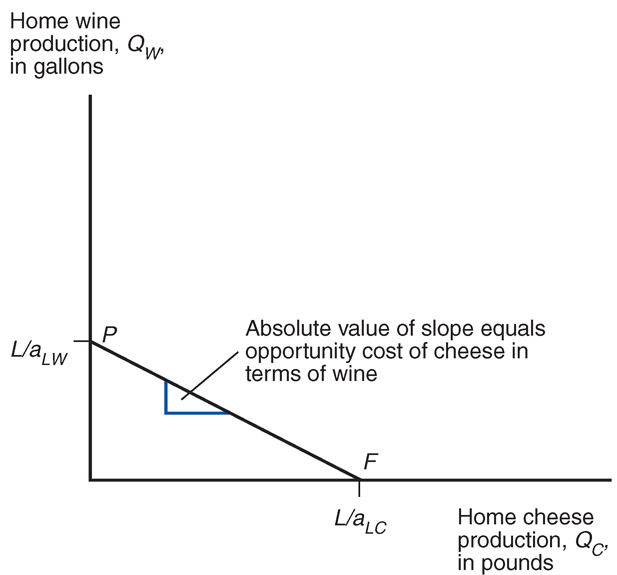 Home wine
production, Q_W,
in gallons
P
L/a_LW
Absolute value of slope equals
opportunity cost of cheese in
terms of wine
F
L/a_LC
Home cheese
production, Q_C,
in pounds